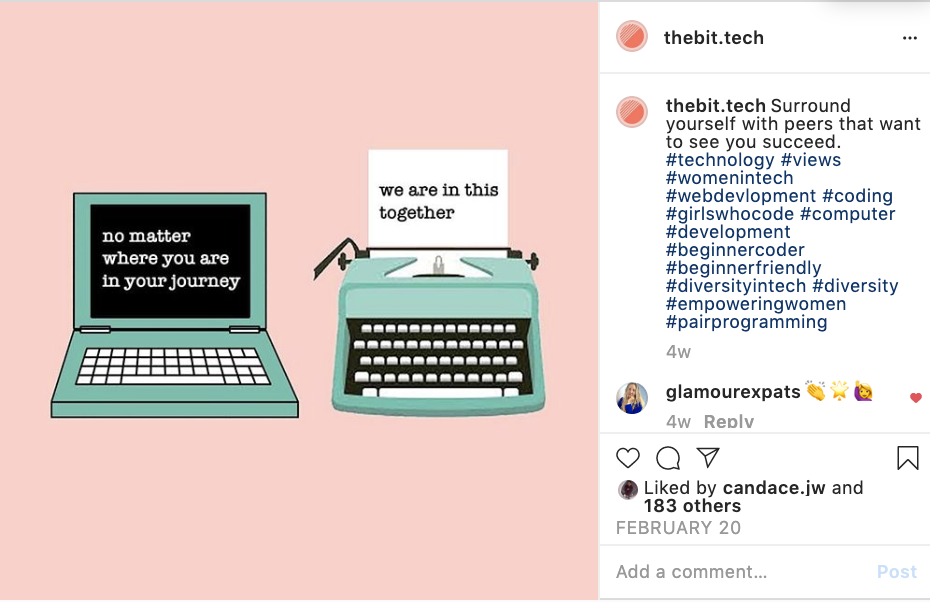 no matter
where you are
in your journey
we are in this
together
thebit.tech
thebit.tech Surround
yourself with peers that want
to see you succeed.
#technology #views
#womenintech
#webdevlopment #coding
#girlswhocode #computer
#development
#beginnercoder
#beginnerfriendly
#diversityintech #diversity
#empoweringwomen
#pairprogramming
4w
glamourexpats 👏🌟🙋‍♀️
4w Reply
Liked by candace.jw and
183 others
FEBRUARY 20
Add a comment... Post